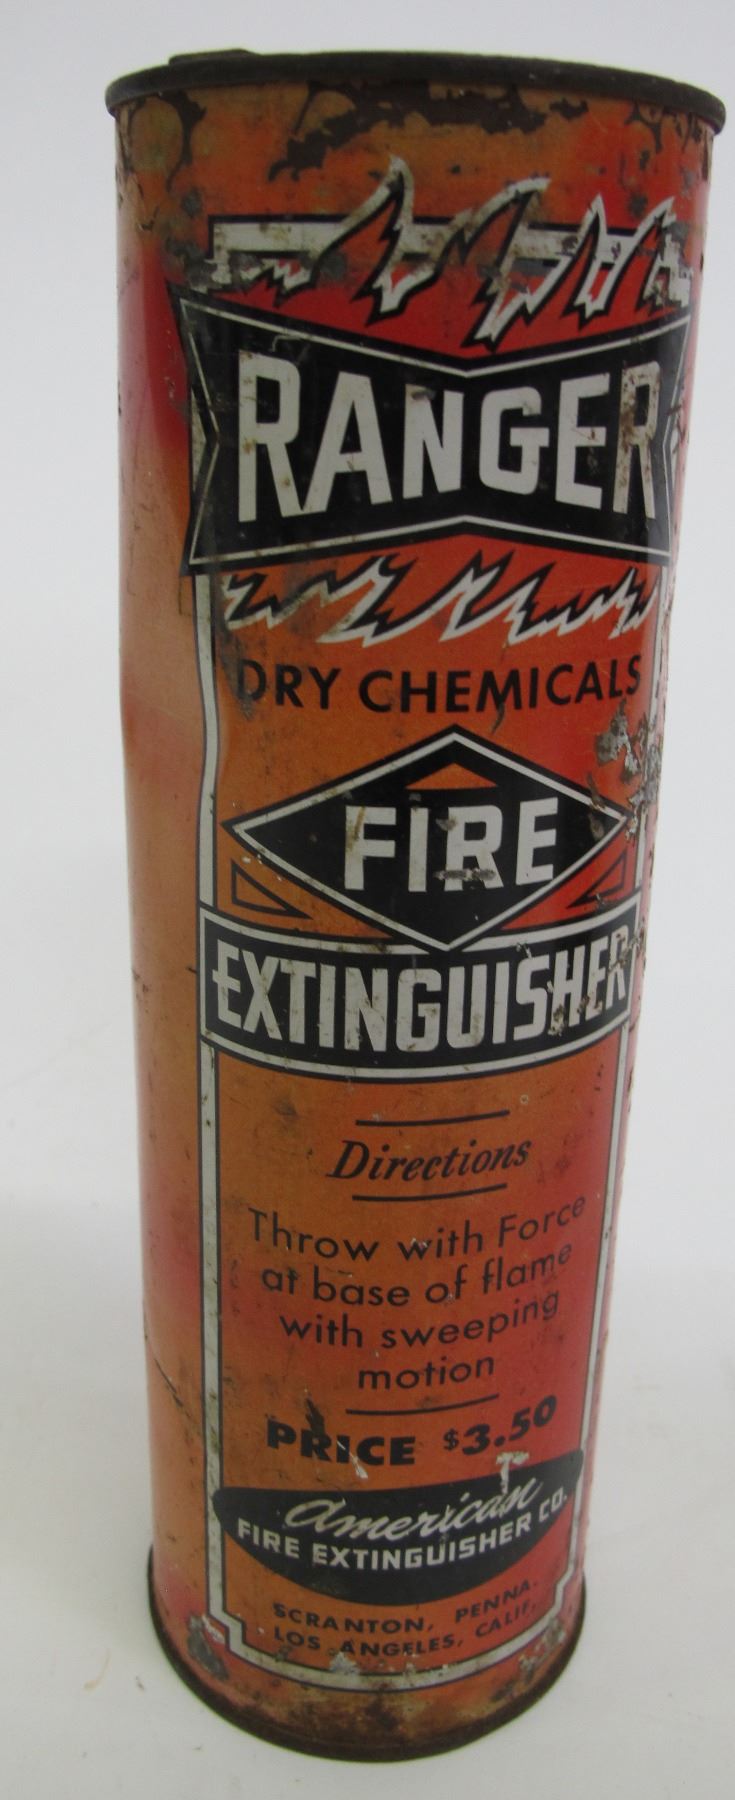 RANGER
DRY CHEMICALS
FIRE
EXTINGUISHER
Directions
Throw with Force
at base of flame
with sweeping
motion
PRICE $3.50
American
FIRE EXTINGUISHER CO.
SCRANTON, PENNA.
LOS ANGELES, CALIF.